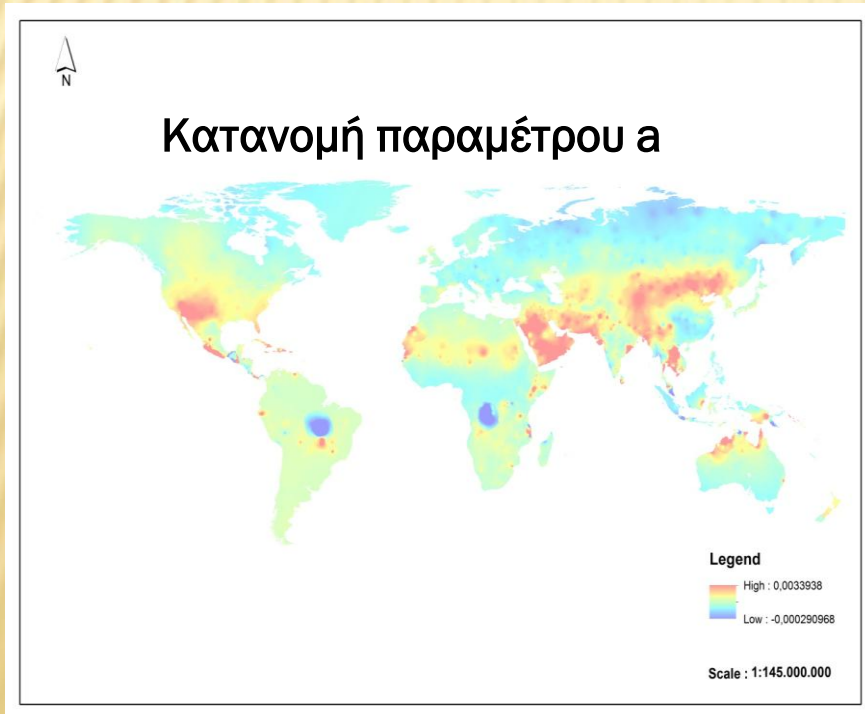 N
Κατανομή παραμέτρου a
Legend
High : 0,0033938
Low : -0,000290968
Scale : 1:145.000.000